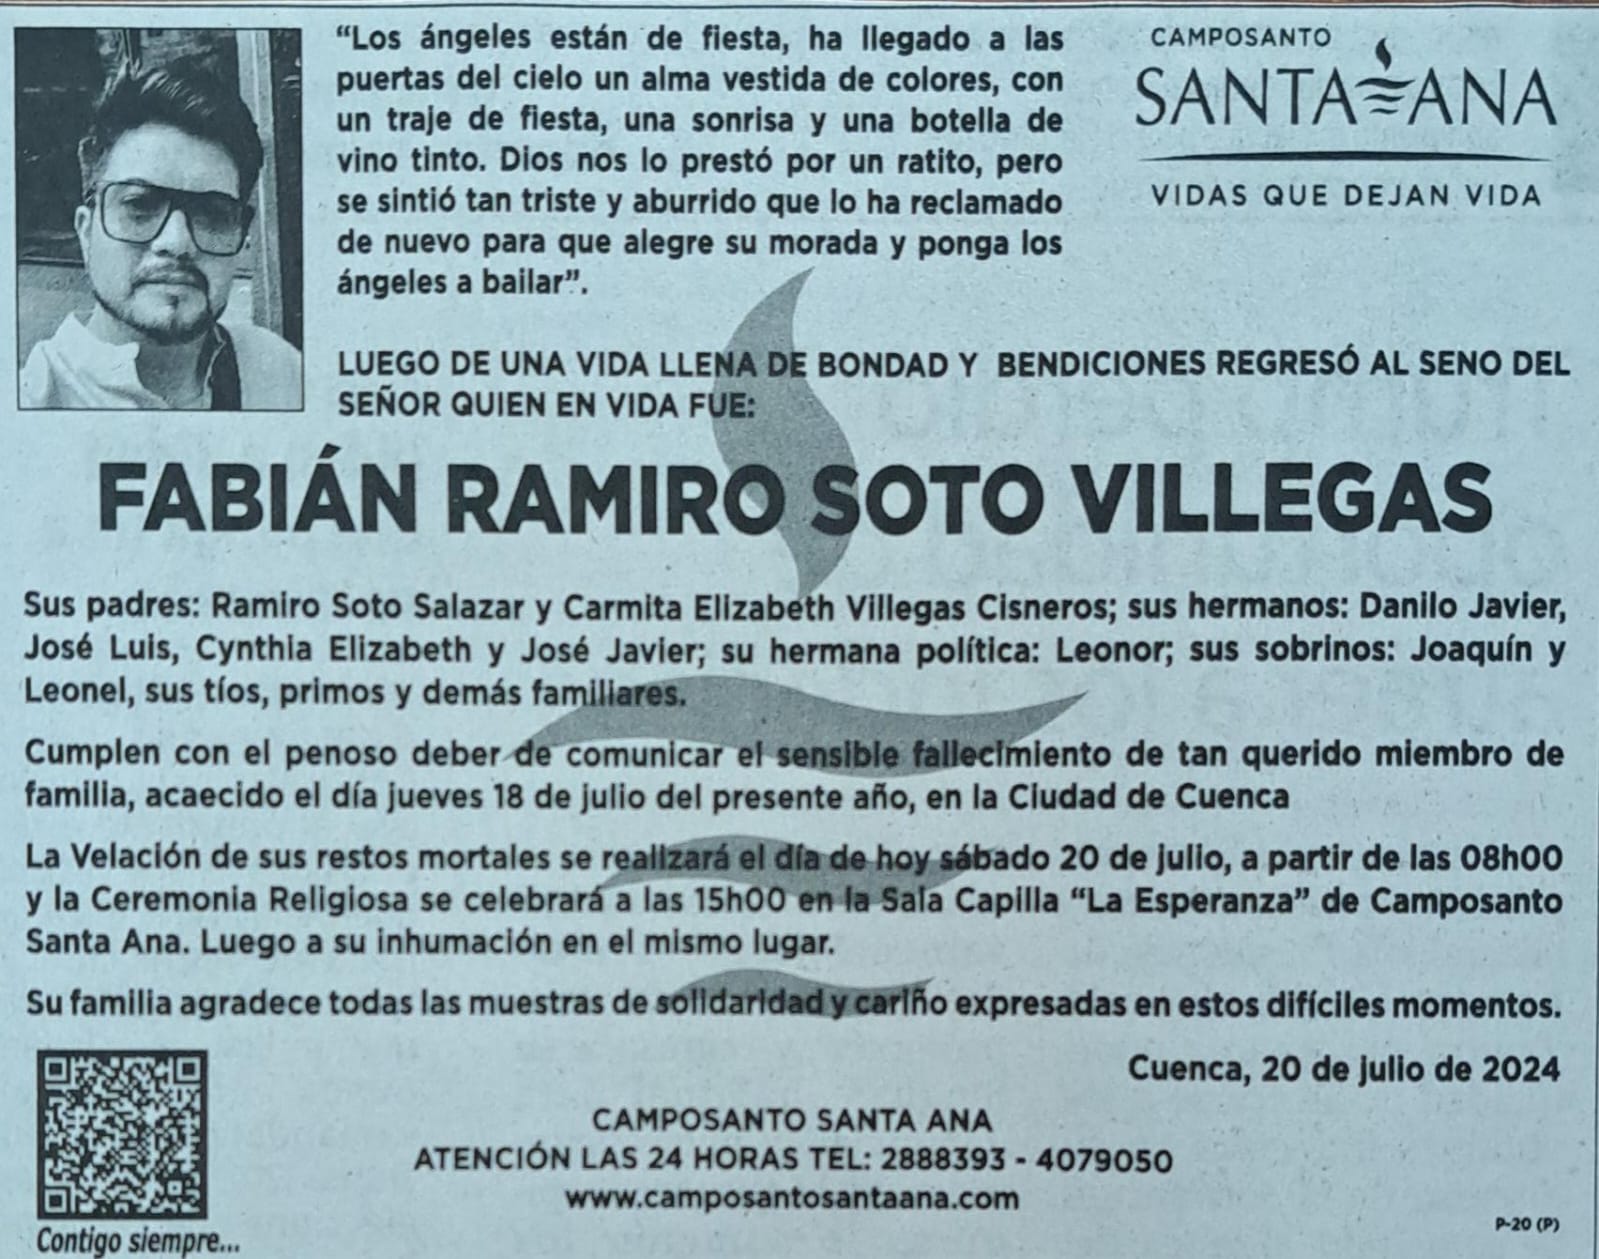 “Los ángeles están de fiesta, ha llegado a las
puertas del cielo un alma vestida de colores, con
un traje de fiesta, una sonrisa y una botella de
vino tinto. Dios nos lo prestó por un ratito, pero
se sintió tan triste y aburrido que lo ha reclamado
de nuevo para que alegre su morada y ponga los
ángeles a bailar”.
CAMPOSANTO
SANTA ANA
VIDAS QUE DEJAN VIDA
LUEGO DE UNA VIDA LLENA DE BONDAD Y BENDICIONES REGRESÓ AL SENO DEL
SEÑOR QUIEN EN VIDA FUE:
FABIÁN RAMIRO SOTO VILLEGAS
Sus padres: Ramiro Soto Salazar y Carmita Elizabeth Villegas Cisneros; sus hermanos: Danilo Javier,
José Luis, Cynthia Elizabeth y José Javier; su hermana política: Leonor; sus sobrinos: Joaquín y
Leonel, sus tíos, primos y demás familiares.
Cumplen con el penoso deber de comunicar el sensible fallecimiento de tan querido miembro de
familia, acaecido el día jueves 18 de julio del presente año, en la Ciudad de Cuenca
La Velación de sus restos mortales se realizará el día de hoy sábado 20 de julio, a partir de las 08h00
y la Ceremonia Religiosa se celebrará a las 15h00 en la Sala Capilla “La Esperanza” de Camposanto
Santa Ana. Luego a su inhumación en el mismo lugar.
Su familia agradece todas las muestras de solidaridad y cariño expresadas en estos difíciles momentos.
Cuenca, 20 de julio de 2024
CAMPOSANTO SANTA ANA
ATENCIÓN LAS 24 HORAS TEL: 2888393 - 4079050
www.camposantosantaana.com
Contigo siempre...
P-20 (P)